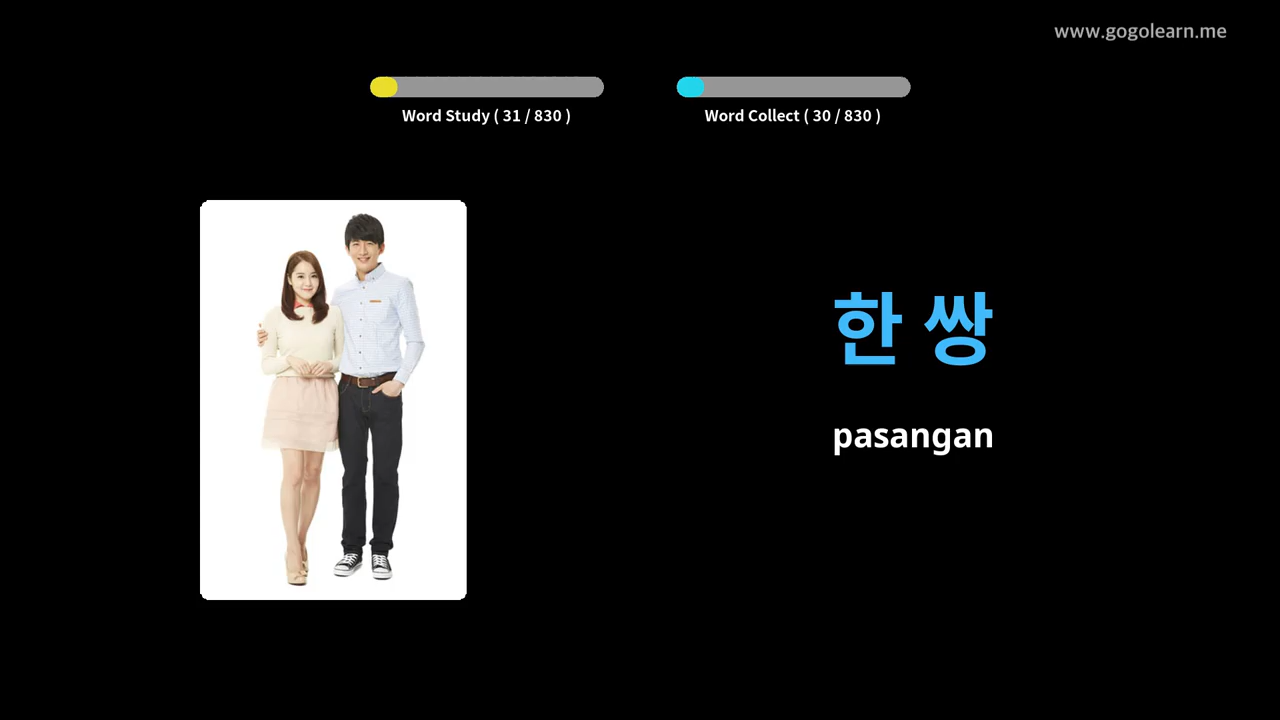 www.gogolearn.me
Word Study ( 31 / 830 )
Word Collect ( 30 / 830 )
한 쌍
pasangan